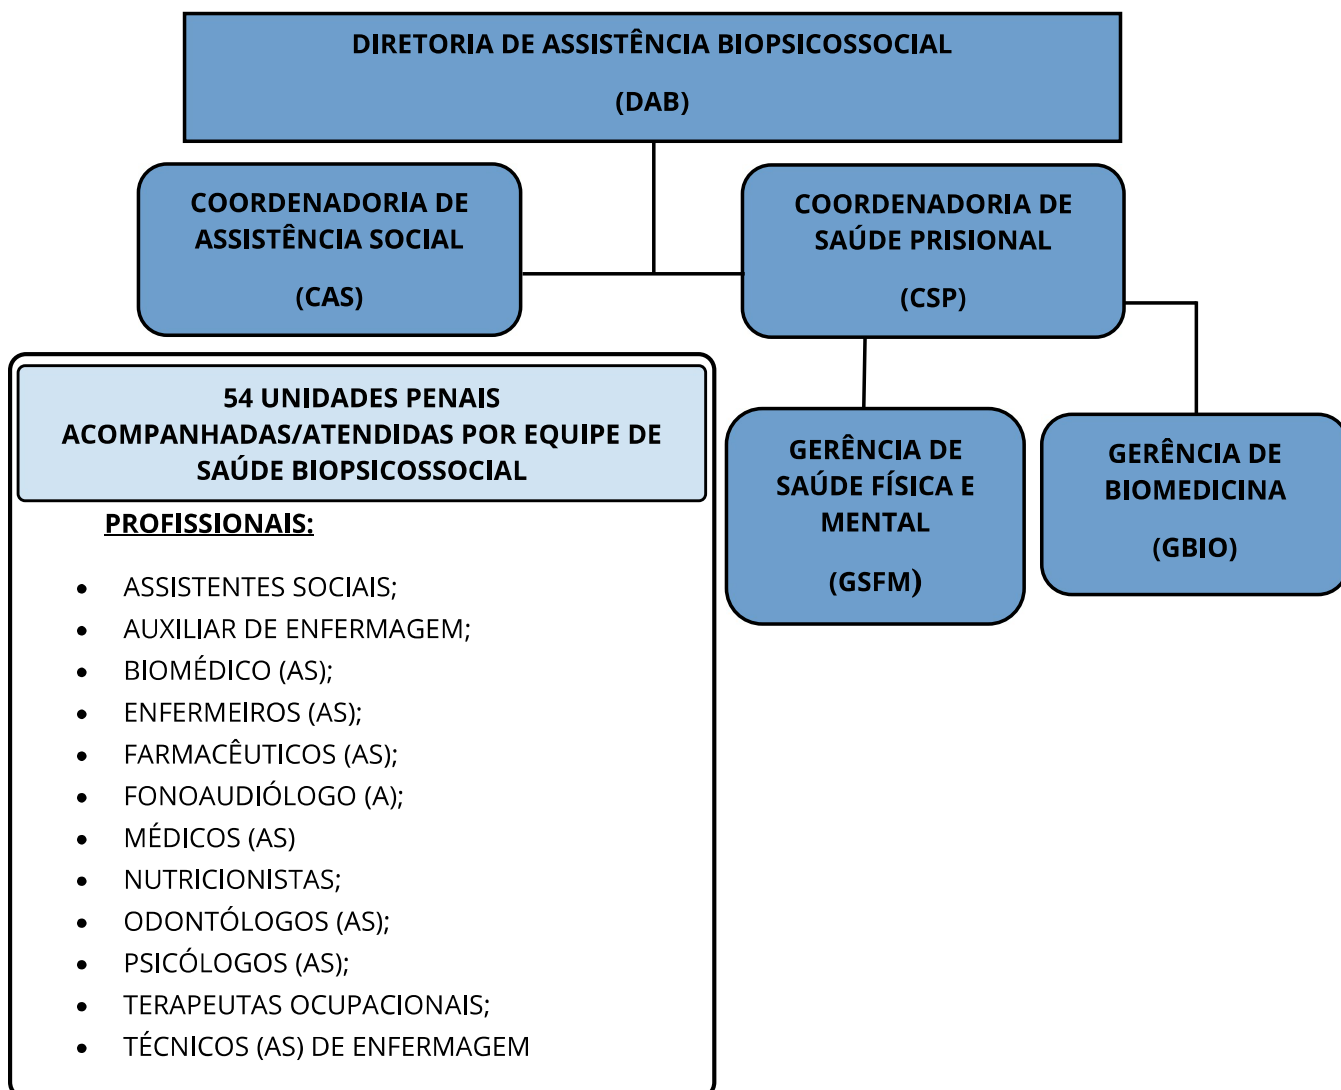 DIRETORIA DE ASSISTÊNCIA BIOPSICOSSOCIAL
(DAB)
COORDENADORIA DE
ASSISTÊNCIA SOCIAL
(CAS)
COORDENADORIA DE
SAÚDE PRISIONAL
(CSP)
54 UNIDADES PENAIS
ACOMPANHADAS/ATENDIDAS POR EQUIPE DE
SAÚDE BIOPSICOSSOCIAL
PROFISSIONAIS:
• ASSISTENTES SOCIAIS;
• AUXILIAR DE ENFERMAGEM;
• BIOMÉDICO (AS);
• ENFERMEIROS (AS);
• FARMACÊUTICOS (AS);
• FONOAUDIÓLOGO (A);
• MÉDICOS (AS)
• NUTRICIONISTAS;
• ODONTÓLOGOS (AS);
• PSICÓLOGOS (AS);
• TERAPEUTAS OCUPACIONAIS;
• TÉCNICOS (AS) DE ENFERMAGEM
GERÊNCIA DE
SAÚDE FÍSICA E
MENTAL
(GSFM)
GERÊNCIA DE
BIOMEDICINA
(GBIO)